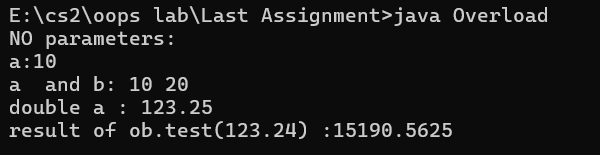 E:\cs2\oops lab\Last Assignment>java Overload
NO parameters:
a:10
a  and b: 10 20
double a : 123.25
result of ob.test(123.24) :15190.5625